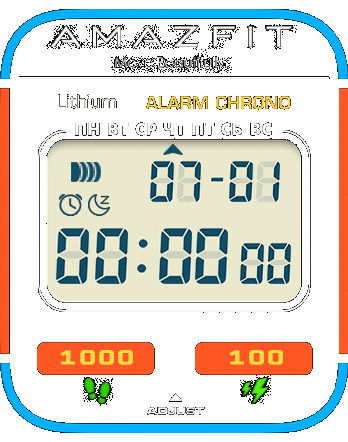 AMAZFIT
Lithium ALARM CHRONO
ПН ВТ СР ЧТ ПТ СБ ВС
07-01
00:00 00
1000 100
ADJUST